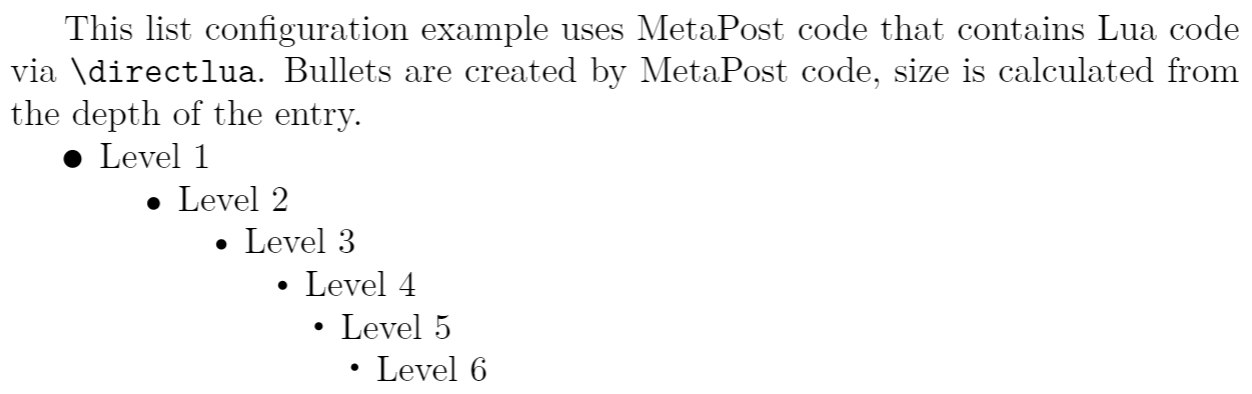 This list configuration example uses MetaPost code that contains Lua code
via \directlua. Bullets are created by MetaPost code, size is calculated from
the depth of the entry.
• Level 1
• Level 2
• Level 3
• Level 4
• Level 5
• Level 6